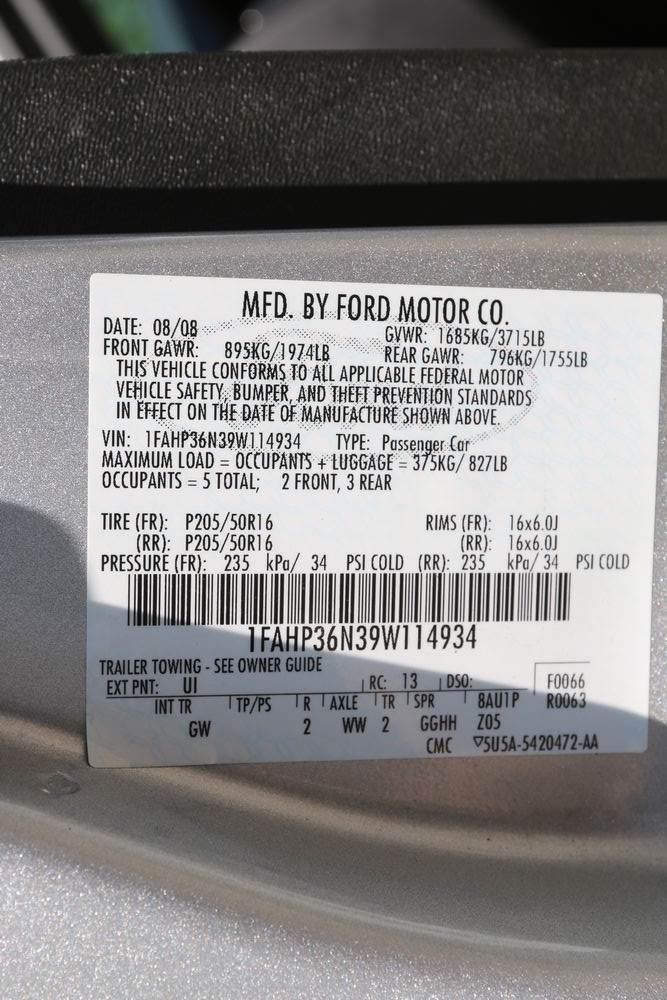 MFD. BY FORD MOTOR CO.
DATE: 08/08 GVWR: 1685KG/3715LB
FRONT GAWR: 895KG/1974LB REAR GAWR: 796KG/1755LB
THIS VEHICLE CONFORMS TO ALL APPLICABLE FEDERAL MOTOR
VEHICLE SAFETY, BUMPER, AND THEFT PREVENTION STANDARDS
IN EFFECT ON THE DATE OF MANUFACTURE SHOWN ABOVE.
VIN: 1FAHP36N39W114934 TYPE: Passenger Car
MAXIMUM LOAD = OCCUPANTS + LUGGAGE = 375KG/ 827LB
OCCUPANTS = 5 TOTAL; 2 FRONT, 3 REAR
TIRE (FR): P205/50R16 RIMS (FR): 16x6.0J
(RR): P205/50R16 (RR): 16x6.0J
PRESSURE (FR): 235 kPa/ 34 PSI COLD (RR): 235 kPa/ 34 PSI COLD
1FAHP36N39W114934
TRAILER TOWING - SEE OWNER GUIDE
EXT PNT: UI RC: 13 DSO: F0066
INT TR TP/PS R AXLE TR SPR 8AU1P R0063
GW 2 WW 2 GGHH Z05
CMC ▽5U5A-5420472-AA